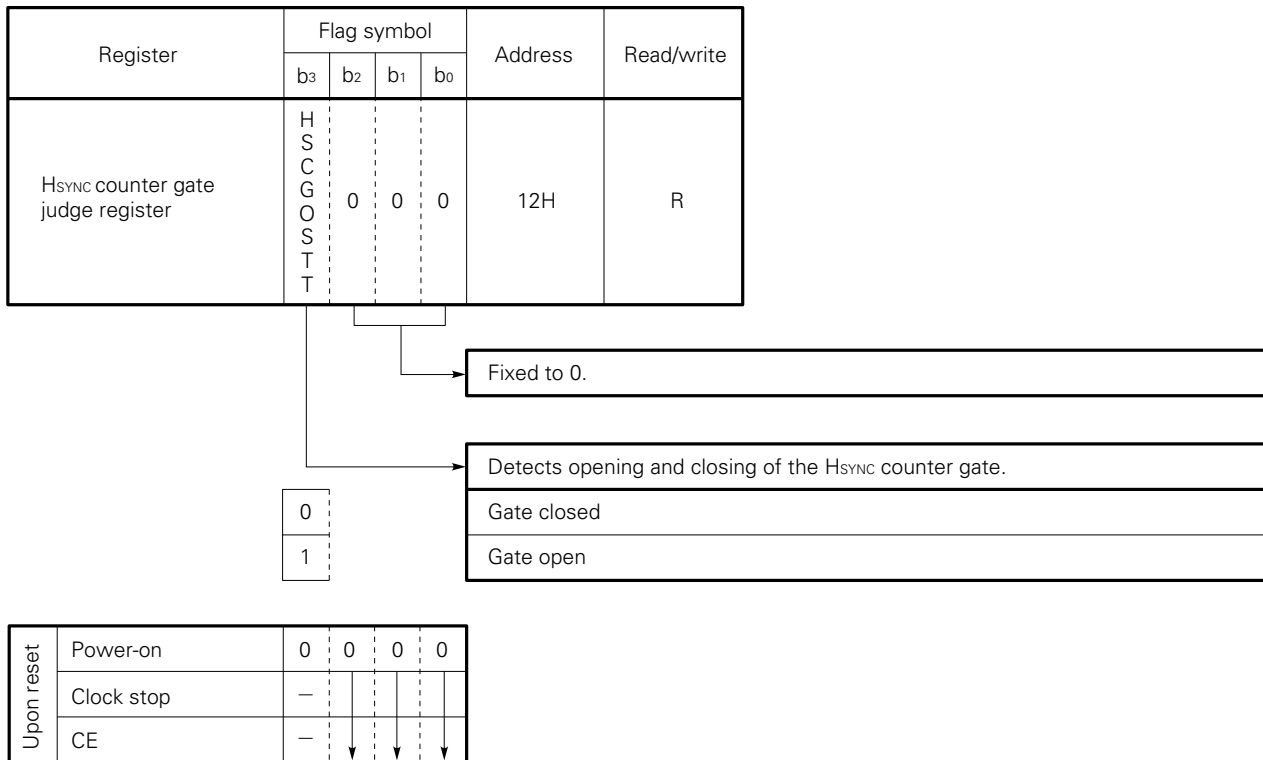 Register
Flag symbol
Address
Read/write
b3 b2 b1 b0
HSYNC counter gate
judge register
H
S
C
G
O
S
T
T
0 0 0
12H
R
Fixed to 0.
Detects opening and closing of the HSYNC counter gate.
0 Gate closed
1 Gate open
Upon reset
Power-on 0 0 0 0
Clock stop –
CE –